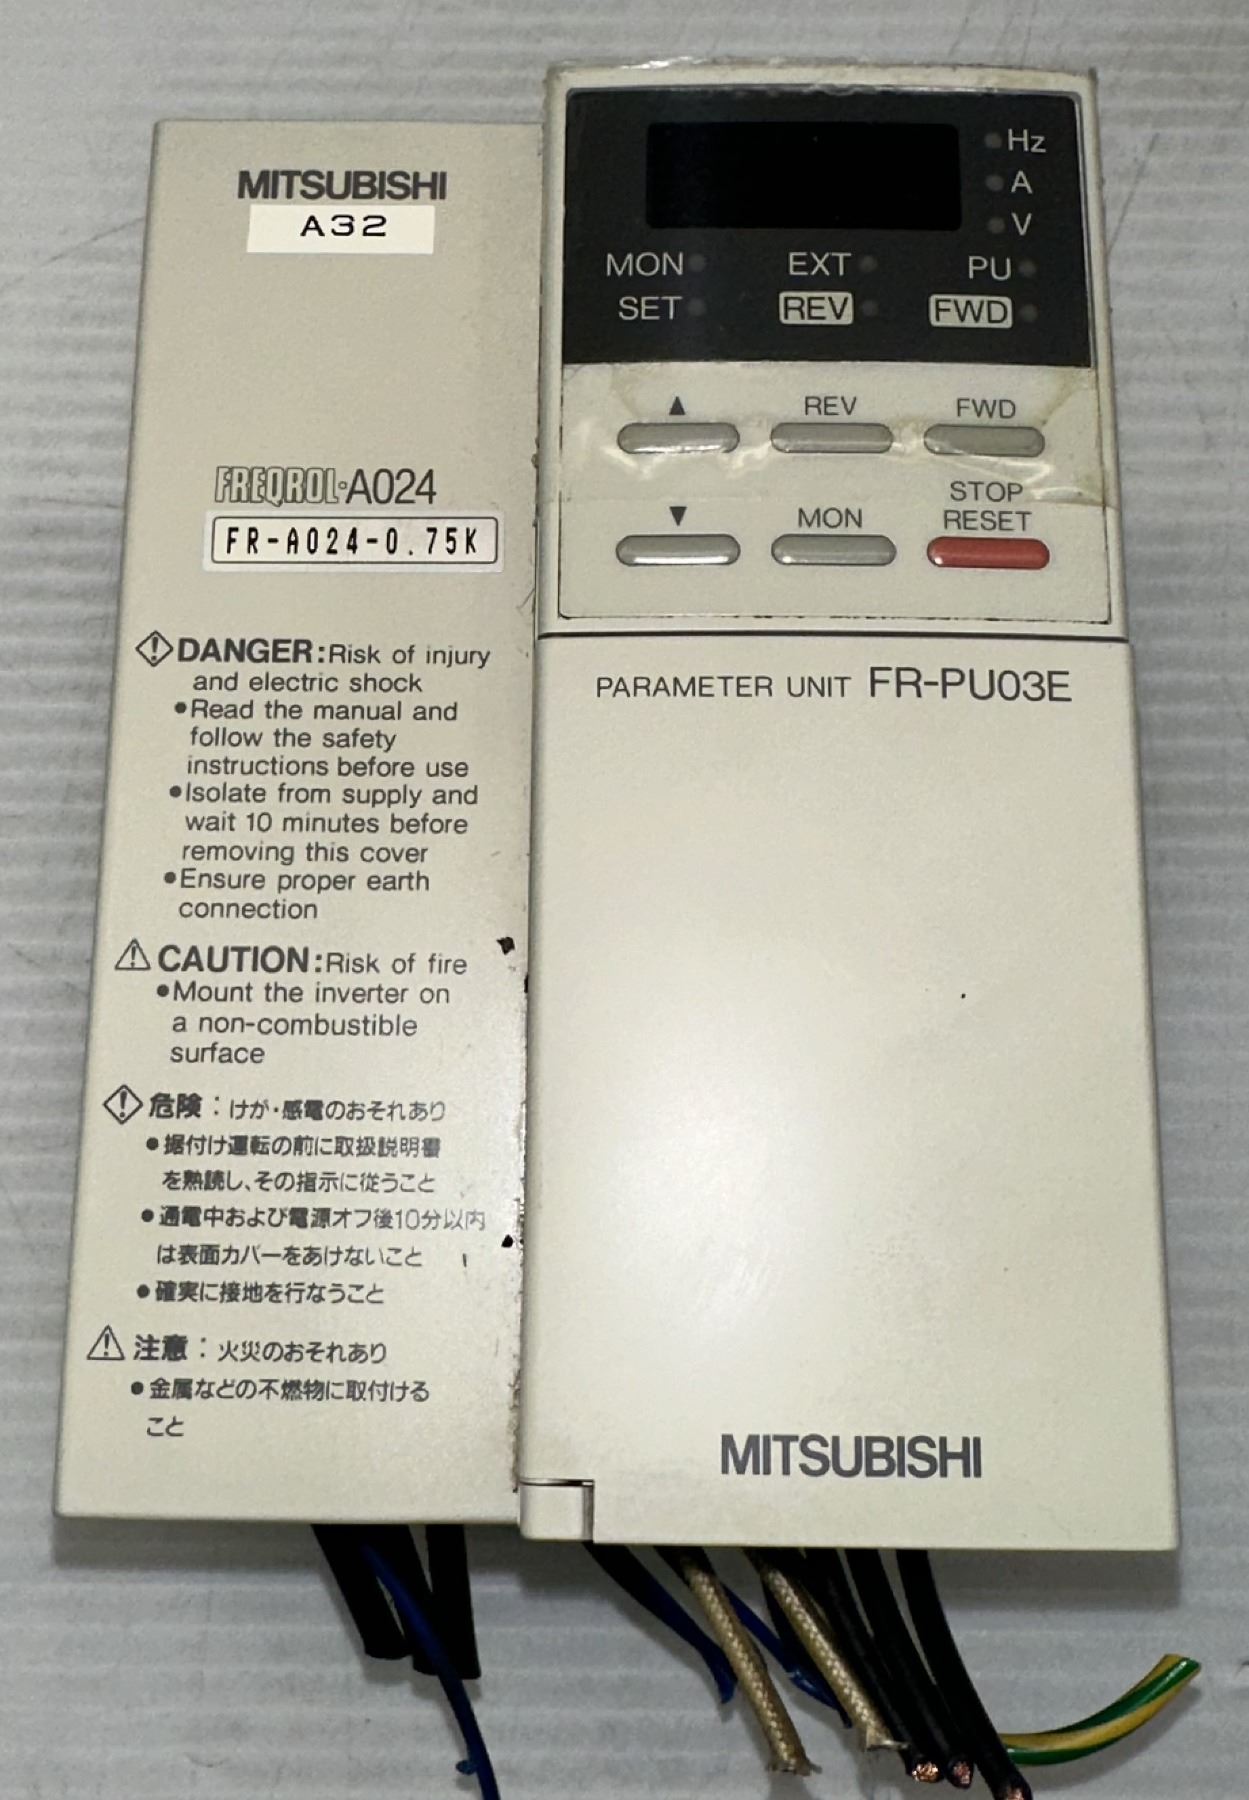 MITSUBISHI
A32
FREQROL-A024
FR-A024-0.75K
⚠DANGER:Risk of injury
and electric shock
●Read the manual and
follow the safety
instructions before use
●Isolate from supply and
wait 10 minutes before
removing this cover
●Ensure proper earth
connection
⚠CAUTION:Risk of fire
●Mount the inverter on
a non-combustible
surface
⚠危険：けが・感電のおそれあり
●据付け運転の前に取扱説明書
を熟読し、その指示に従うこと
●通電中および電源オフ後10分以内
は表面カバーをあけないこと
●確実に接地を行なうこと
⚠注意：火災のおそれあり
●金属などの不燃物に取付ける
こと
Hz
A
V
MON EXT PU
SET REV FWD
▲ REV FWD
STOP
▼ MON RESET
PARAMETER UNIT FR-PU03E
MITSUBISHI